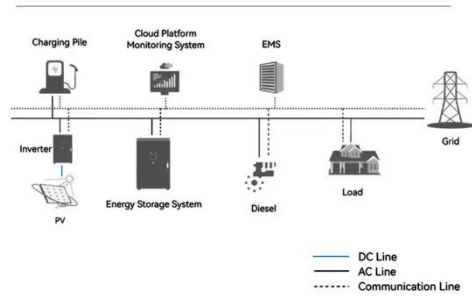 Charging Pile
Cloud Platform
Monitoring System
EMS
Grid
Inverter
PV
Energy Storage System
Diesel
Load
DC Line
AC Line
Communication Line